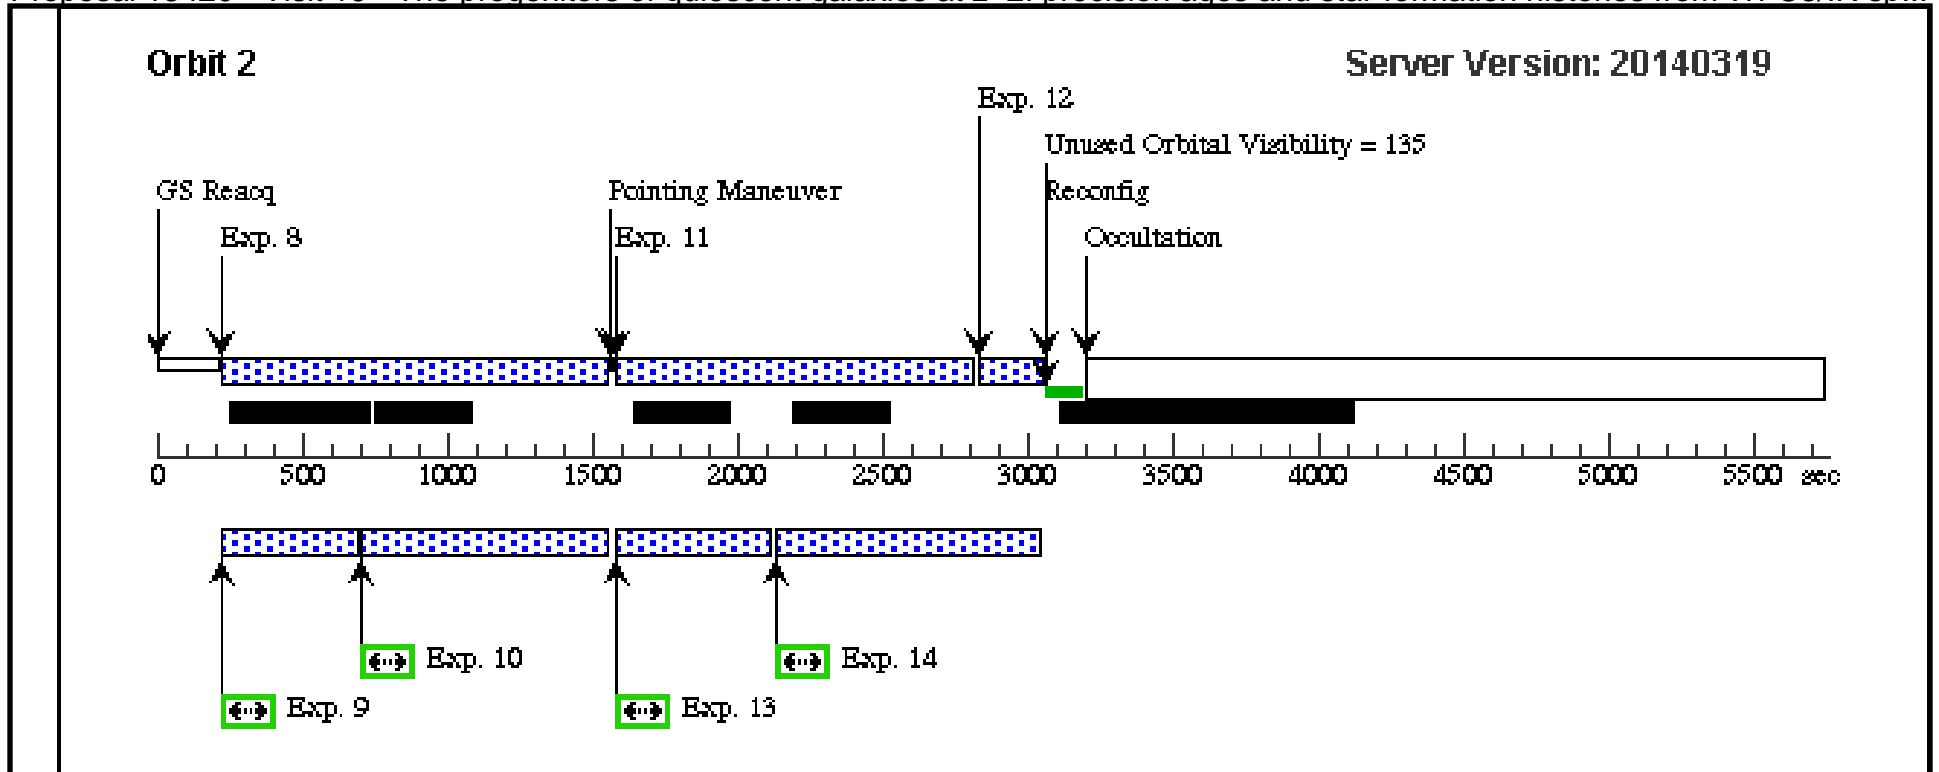 Orbit 2
Server Version: 20140319
Exp. 12
Unused Orbital Visibility = 135
GS Reacq
Pointing Maneuver
Reconfig
Exp. 8
Exp. 11
Occultation
0 500 1000 1500 2000 2500 3000 3500 4000 4500 5000 5500 sec
Exp. 10
Exp. 14
Exp. 9
Exp. 13